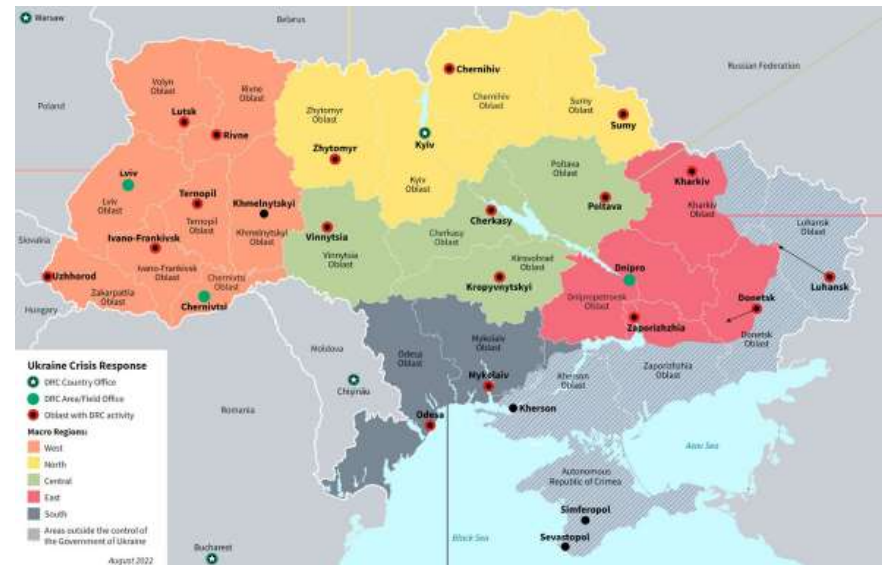 Warsaw
Belarus
Russian Federation
Poland
Volyn
Oblast
Rivne
Oblast
Lutsk
Rivne
Zhytomyr
Oblast
Zhytomyr
Chernihiv
Chernihiv
Oblast
Sumy
Oblast
Sumy
Kyiv
Kyiv
Oblast
Lviv
Lviv
Oblast
Ternopil
Ternopil
Oblast
Khmelnytskyi
Khmelnytskyi
Oblast
Ivano-Frankivsk
Ivano-Frankivsk
Oblast
Slovakia
Uzhhorod
Zakarpattia
Oblast
Chernivtsi
Oblast
Chernivtsi
Hungary
Vinnytsia
Vinnytsia
Oblast
Cherkasy
Cherkasy
Oblast
Poltava
Oblast
Poltava
Kirovohrad
Oblast
Kropyvnytskyi
Kharkiv
Kharkiv
Oblast
Luhansk
Oblast
Luhansk
Dnipro
Dnipropetrovsk
Oblast
Zaporizhzhia
Donetsk
Donetsk
Oblast
Moldova
Chișinău
Romania
Odesa
Oblast
Mykolaiv
Oblast
Mykolaiv
Odesa
Kherson
Oblast
Kherson
Zaporizhzhia
Oblast
Azov Sea
Autonomous
Republic of Crimea
Simferopol
Sevastopol
Black Sea
Bucharest
Ukraine Crisis Response
DRC Country Office
DRC Area/Field Office
Oblast with DRC activity
Macro Regions:
West
North
Central
East
South
Areas outside the control of
the Government of Ukraine
August 2022